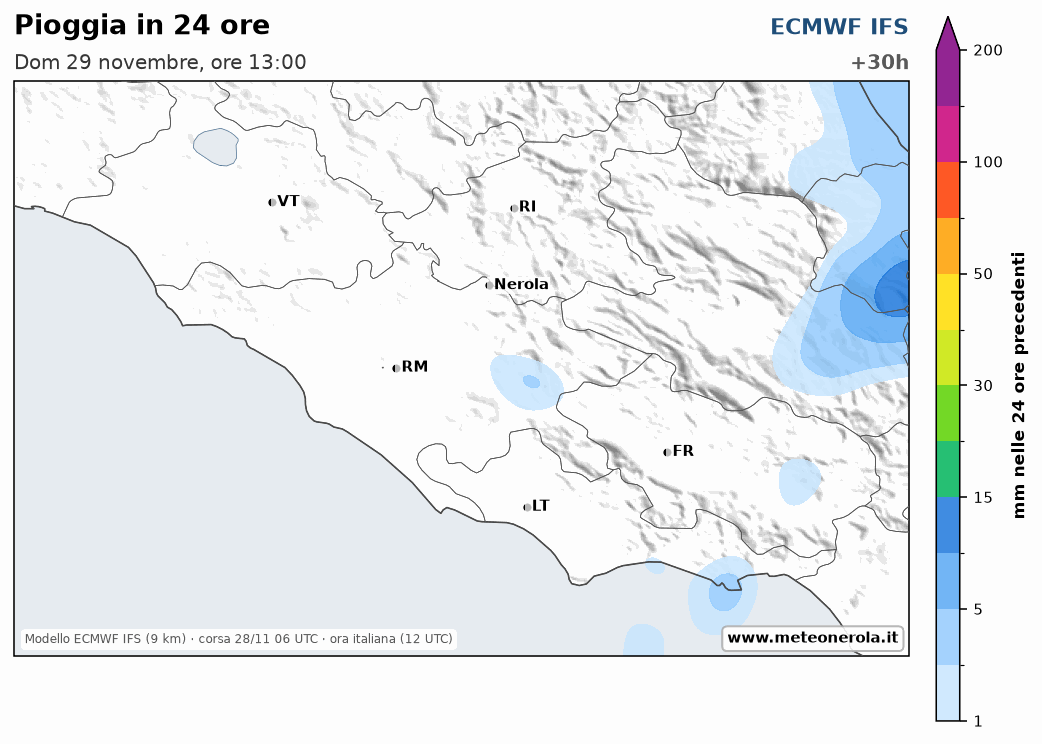 Pioggia in 24 ore
ECMWF IFS
Dom 29 novembre, ore 13:00
+30h
VT
RI
Nerola
RM
FR
LT
Modello ECMWF IFS (9 km) · corsa 28/11 06 UTC · ora italiana (12 UTC)
www.meteonerola.it
200
100
50
30
15
5
1
mm nelle 24 ore precedenti